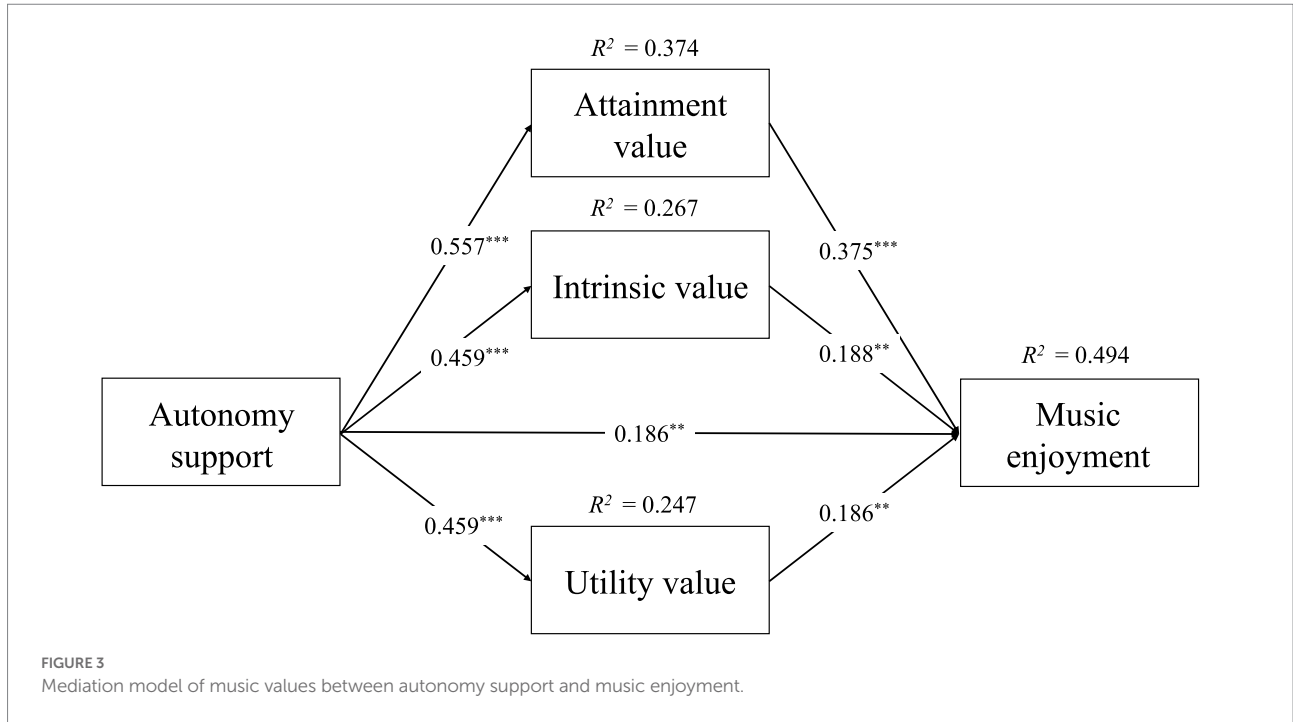 R² = 0.374
Attainment
value
R² = 0.267
0.557***
0.375***
Intrinsic value
0.459***
0.188**
R² = 0.494
Autonomy
support
0.186**
Music
enjoyment
R² = 0.247
0.459***
0.186**
Utility value
FIGURE 3
Mediation model of music values between autonomy support and music enjoyment.